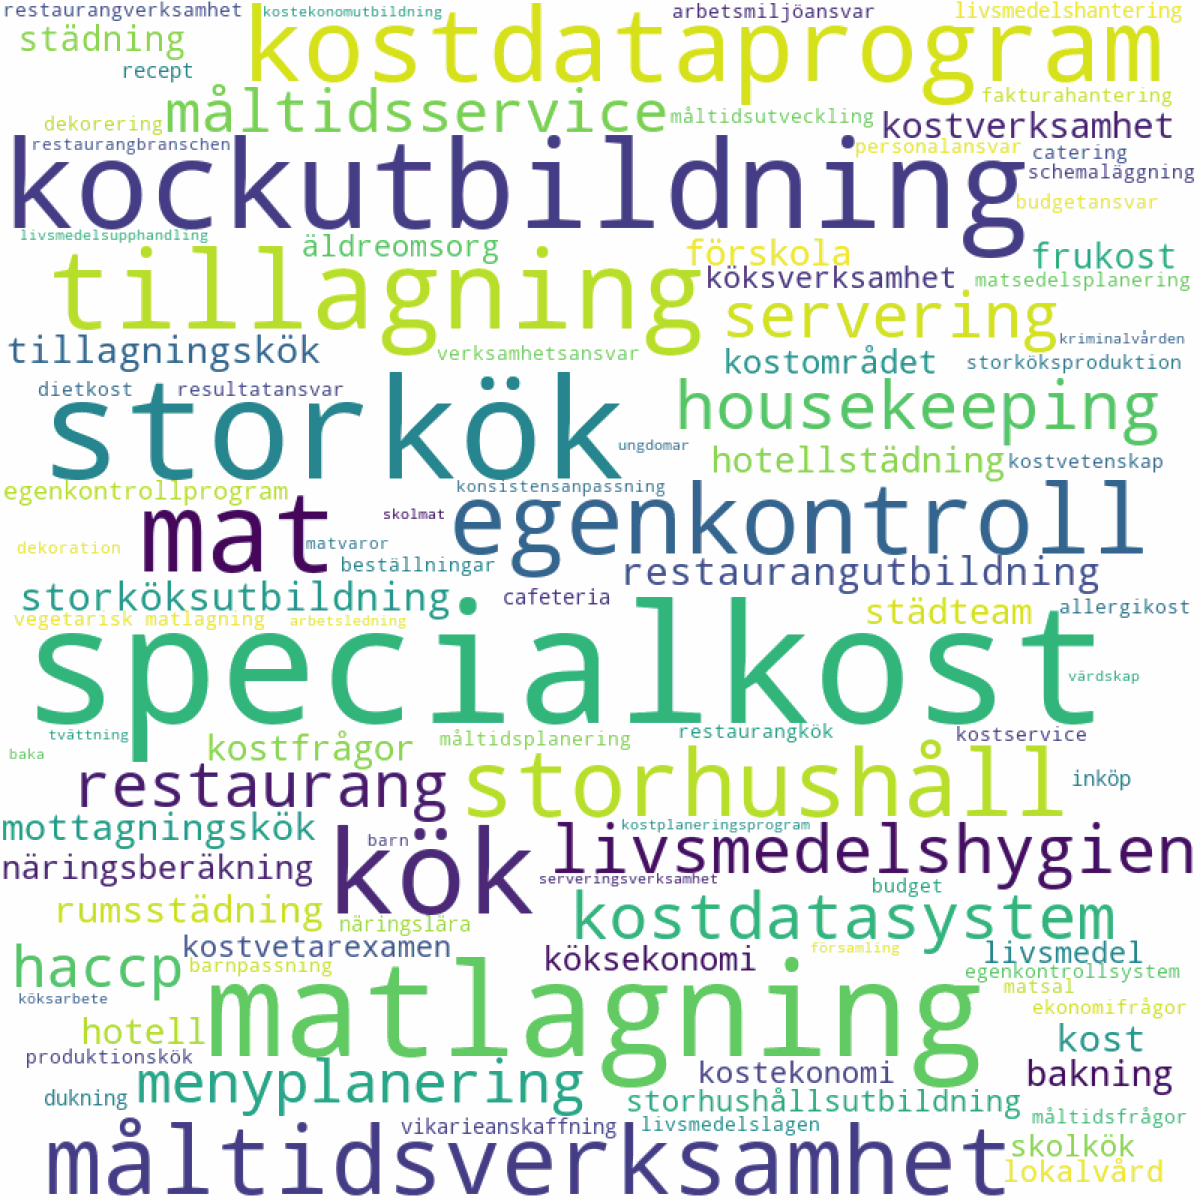 restaurangverksamhet
kostekonomutbildning
kostdataprogram
arbetsmiljöansvar
livsmedelshantering
städning
recept
måltidsservice
måltidsutveckling
fakturahantering
dekorering
kostverksamhet
restaurangbranschen
kockutbildning
personalansvar
catering
schemaläggning
budgetansvar
livsmedelsupphandling
äldreomsorg
förskola
frukost
tillagning
köksverksamhet
matsedelsplanering
servering
tillagningskök
verksamhetsansvar
kriminalvården
kostområdet
storköksproduktion
dietkost
resultatansvar
storkök
housekeeping
ungdomar
hotellstädning
kostvetenskap
egenkontrollprogram
konsistensanpassning
mat
skolmat
egenkontroll
dekoration
matvaror
beställningar
restaurangutbildning
storköksutbildning
cafeteria
städteam
allergikost
vegetarisk matlagning
arbetsledning
specialkost
värdskap
tvättning
kostfrågor
måltidsplanering
restaurangkök
kostservice
baka
restaurang
storhushåll
inköp
mottagningskök
barn
kök
kostplaneringsprogram
livsmedelshygien
näringsberäkning
serveringsverksamhet
budget
rumsstädning
näringslära
kostdatasystem
kostvetarexamen
församling
haccp
barnpassning
köksekonomi
livsmedel
egenkontrollsystem
köksarbete
matlagning
matsal
ekonomifrågor
hotell
kost
produktionskök
menyplanering
kostekonomi
bakning
dukning
storhushållsutbildning
måltidsfrågor
måltidsverksamhet
vikarieanskaffning
livsmedelslagen
skolkök
lokalvård